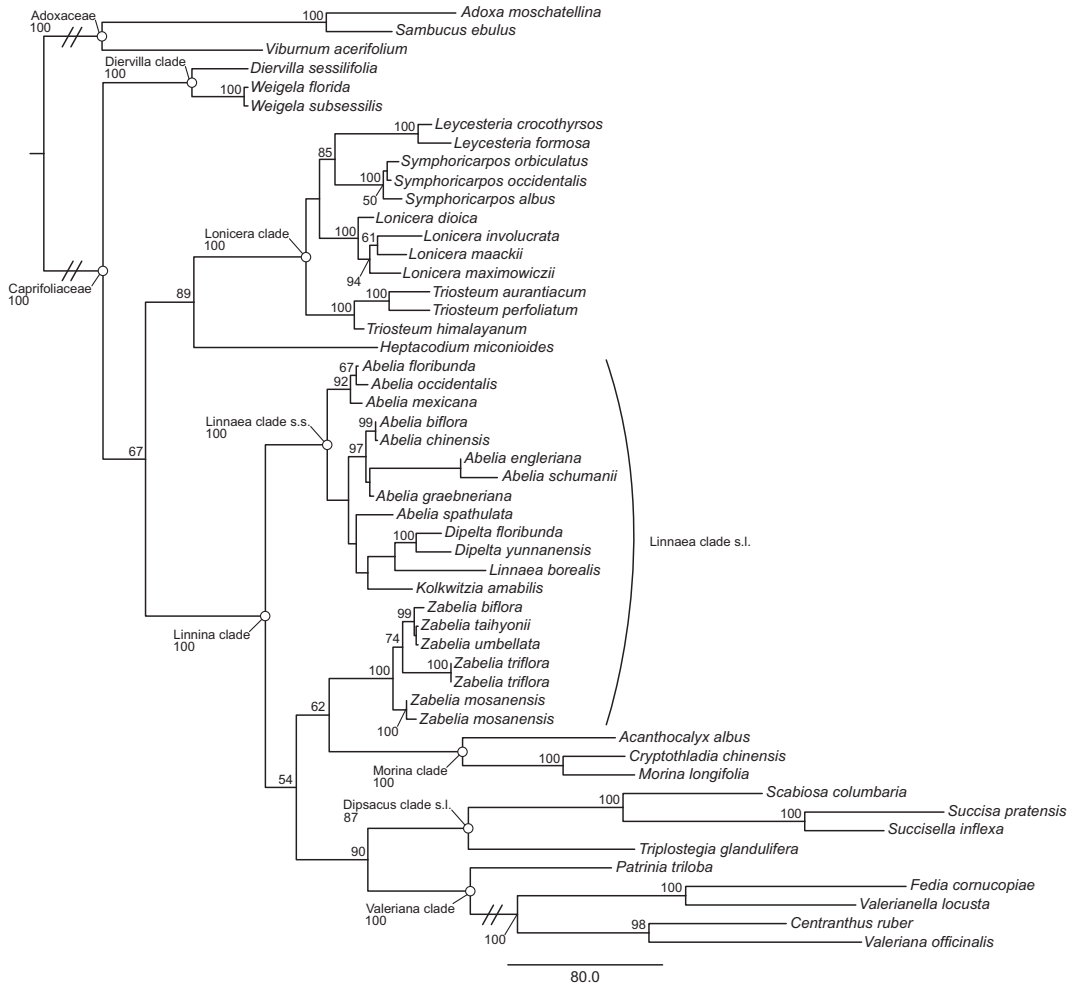 Adoxaceae
100
100
Adoxa moschatellina
Sambucus ebulus
Viburnum acerifolium
Diervilla clade
100
Diervilla sessilifolia
100
Weigela florida
Weigela subsessilis
100
Leycesteria crocothyrsos
Leycesteria formosa
85
Symphoricarpos orbiculatus
100
Symphoricarpos occidentalis
50
Symphoricarpos albus
Lonicera dioica
Lonicera clade
100
100
61
Lonicera involucrata
Lonicera maackii
94
Lonicera maximowiczii
Caprifoliaceae
100
89
100
Triosteum aurantiacum
Triosteum perfoliatum
100
Triosteum himalayanum
Heptacodium miconioides
67
Abelia floribunda
92
Abelia occidentalis
Abelia mexicana
Linnaea clade s.s.
100
99
Abelia biflora
Abelia chinensis
67
97
Abelia engleriana
Abelia schumanii
Abelia graebneriana
Abelia spathulata
100
Dipelta floribunda
Dipelta yunnanensis
Linnaea clade s.l.
Linnaea borealis
Kolkwitzia amabilis
Linnina clade
100
99
Zabelia biflora
Zabelia taihyonii
74
Zabelia umbellata
100
100
Zabelia triflora
Zabelia triflora
Zabelia mosanensis
100
Zabelia mosanensis
62
Acanthocalyx albus
Morina clade
100
100
Cryptothladia chinensis
Morina longifolia
54
Dipsacus clade s.l.
87
100
Scabiosa columbaria
100
Succisa pratensis
Succisella inflexa
Triplostegia glandulifera
90
Patrinia triloba
Valeriana clade
100
100
Fedia cornucopiae
Valerianella locusta
100
98
Centranthus ruber
Valeriana officinalis
80.0